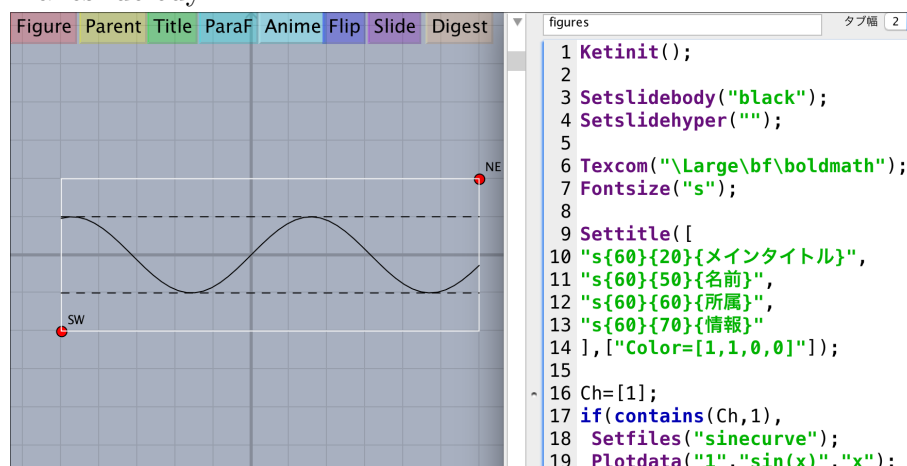 Figure Parent Title ParaF Anime Flip Slide Digest
NE
SW
figures
タブ幅 2
1 Ketinit();
2
3 Setslidebody("black");
4 Setslidehyper("");
5
6 Texcom("\Large\bf\boldmath");
7 Fontsize("s");
8
9 Settitle([
10 "s{60}{20}{メインタイトル}",
11 "s{60}{50}{名前}",
12 "s{60}{60}{所属}",
13 "s{60}{70}{情報}"
14 ],["Color=[1,1,0,0]"]);
15
16 Ch=[1];
17 if(contains(Ch,1),
18 Setfiles("sinecurve");
19 Plotdata("1","sin(x)","x");